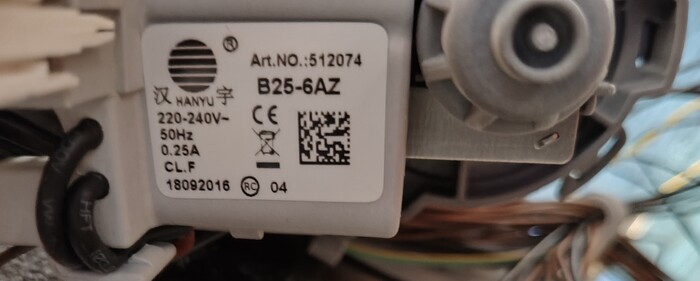 ®
Art.NO.:512074
B25-6AZ
汉 HANYU 宇
220-240V~
CE
50Hz
0.25A
CL.F
18092016 RC 04